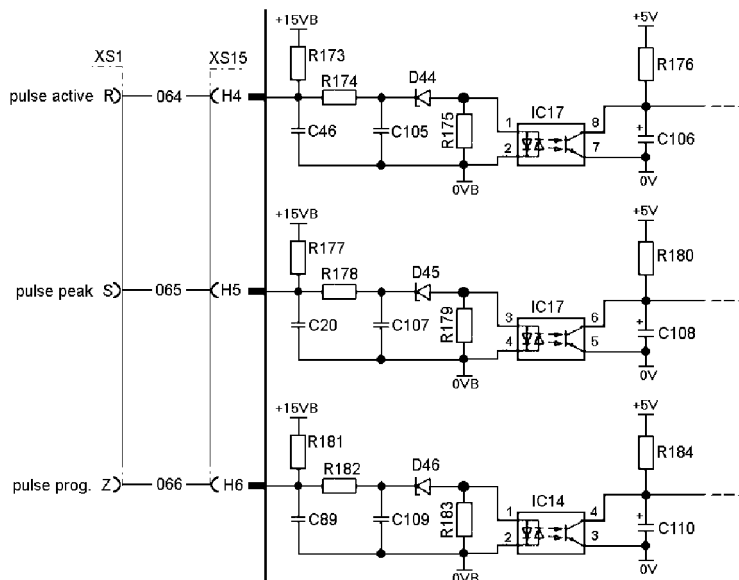 +15VB +5V
XS1 XS15 R173 R176
R174 D44
pulse active R 064 H4
IC17
C46 C105 R175 1 8 C106
2 7
0VB 0V
+15VB +5V
R177 R180
R178 D45
pulse peak S 065 H5
IC17
C20 C107 R179 3 6 C108
4 5
0VB 0V
+15VB +5V
R181 R184
R182 D46
pulse prog. Z 066 H6
IC14
C89 C109 R183 1 4 C110
2 3
0VB 0V